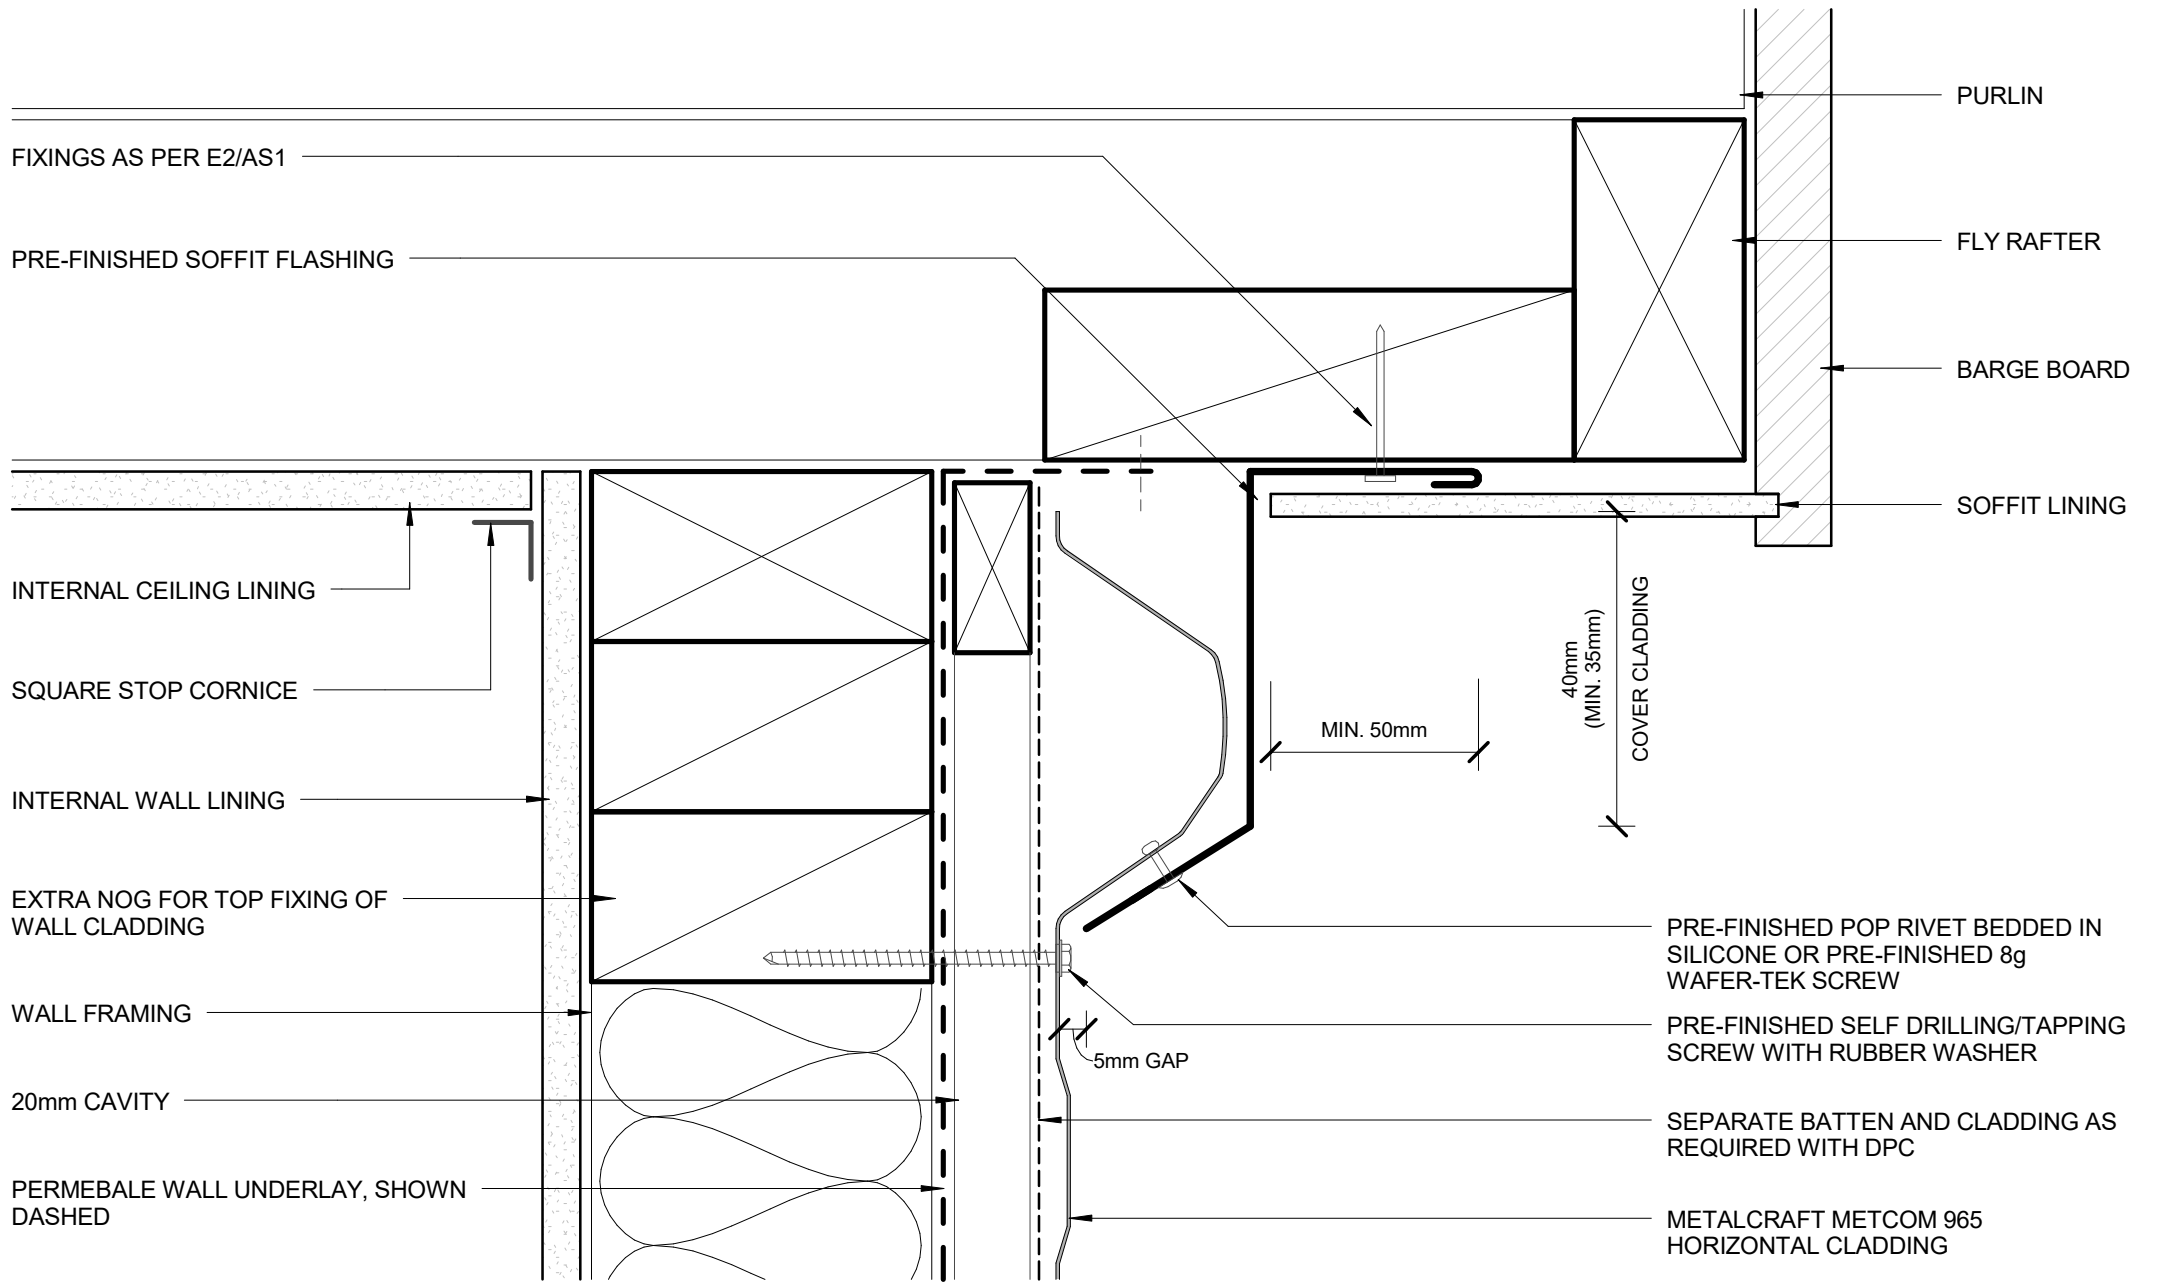 PURLIN
FIXINGS AS PER E2/AS1
FLY RAFTER
PRE-FINISHED SOFFIT FLASHING
BARGE BOARD
SOFFIT LINING
INTERNAL CEILING LINING
40mm
(MIN. 35mm)
COVER CLADDING
SQUARE STOP CORNICE
MIN. 50mm
INTERNAL WALL LINING
EXTRA NOG FOR TOP FIXING OF
WALL CLADDING
PRE-FINISHED POP RIVET BEDDED IN
SILICONE OR PRE-FINISHED 8g
WAFER-TEK SCREW
WALL FRAMING
PRE-FINISHED SELF DRILLING/TAPPING
SCREW WITH RUBBER WASHER
5mm GAP
20mm CAVITY
SEPARATE BATTEN AND CLADDING AS
REQUIRED WITH DPC
PERMEBALE WALL UNDERLAY, SHOWN
DASHED
METALCRAFT METCOM 965
HORIZONTAL CLADDING